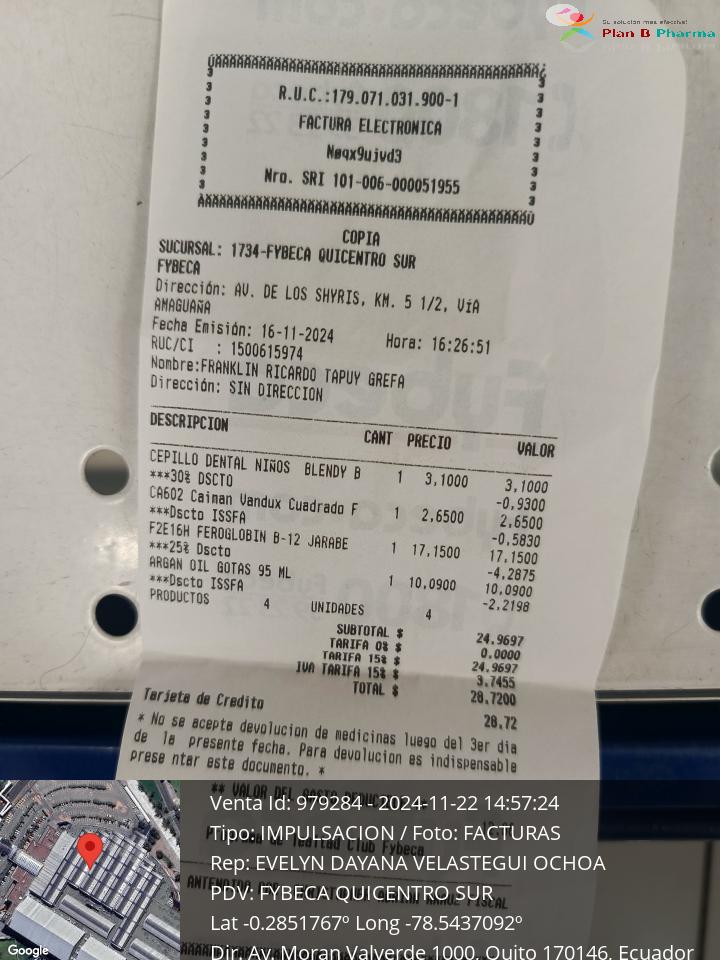 Su solución más efectiva!
Plan B Pharma
R.U.C.:179.071.031.900-1
FACTURA ELECTRONICA
Nøqx9ujvd3
Nro. SRI 101-006-000051955
COPIA
SUCURSAL: 1734-FYBECA QUICENTRO SUR
FYBECA
Dirección: AV. DE LOS SHYRIS, KM. 5 1/2, VíA
AMAGUAÑA
Fecha Emisión: 16-11-2024 Hora: 16:26:51
RUC/CI : 1500615974
Nombre:FRANKLIN RICARDO TAPUY GREFA
Dirección: SIN DIRECCION
DESCRIPCION CANT PRECIO VALOR
CEPILLO DENTAL NIÑOS BLENDY B 1 3,1000 3,1000
***30% DSCTO -0,9300
CA602 Caiman Vandux Cuadrado F 1 2,6500 2,6500
***Dscto ISSFA -0,5830
F2E16H FEROGLOBIN B-12 JARABE 1 17,1500 17,1500
***25% Dscto -4,2875
ARGAN OIL GOTAS 95 ML 1 10,0900 10,0900
***Dscto ISSFA -2,2198
PRODUCTOS 4 UNIDADES 4
SUBTOTAL $ 24.9697
TARIFA 0% $ 0.0000
TARIFA 15% $ 24.9697
IVA TARIFA 15% $ 3.7455
TOTAL $ 28.7200
Tarjeta de Credito 28.72
* No se acepta devolucion de medicinas luego del 3er dia
de la presente fecha. Para devolucion es indispensable
prese ntar este documento. *
** VALOR DEL
Club Fybeca
Venta Id: 979284 - 2024-11-22 14:57:24
Tipo: IMPULSACION / Foto: FACTURAS
Rep: EVELYN DAYANA VELASTEGUI OCHOA
PDV: FYBECA QUICENTRO SUR
Lat -0.2851767º Long -78.5437092º
Dir. Av. Moran Valverde 1000, Quito 170146, Ecuador
Google